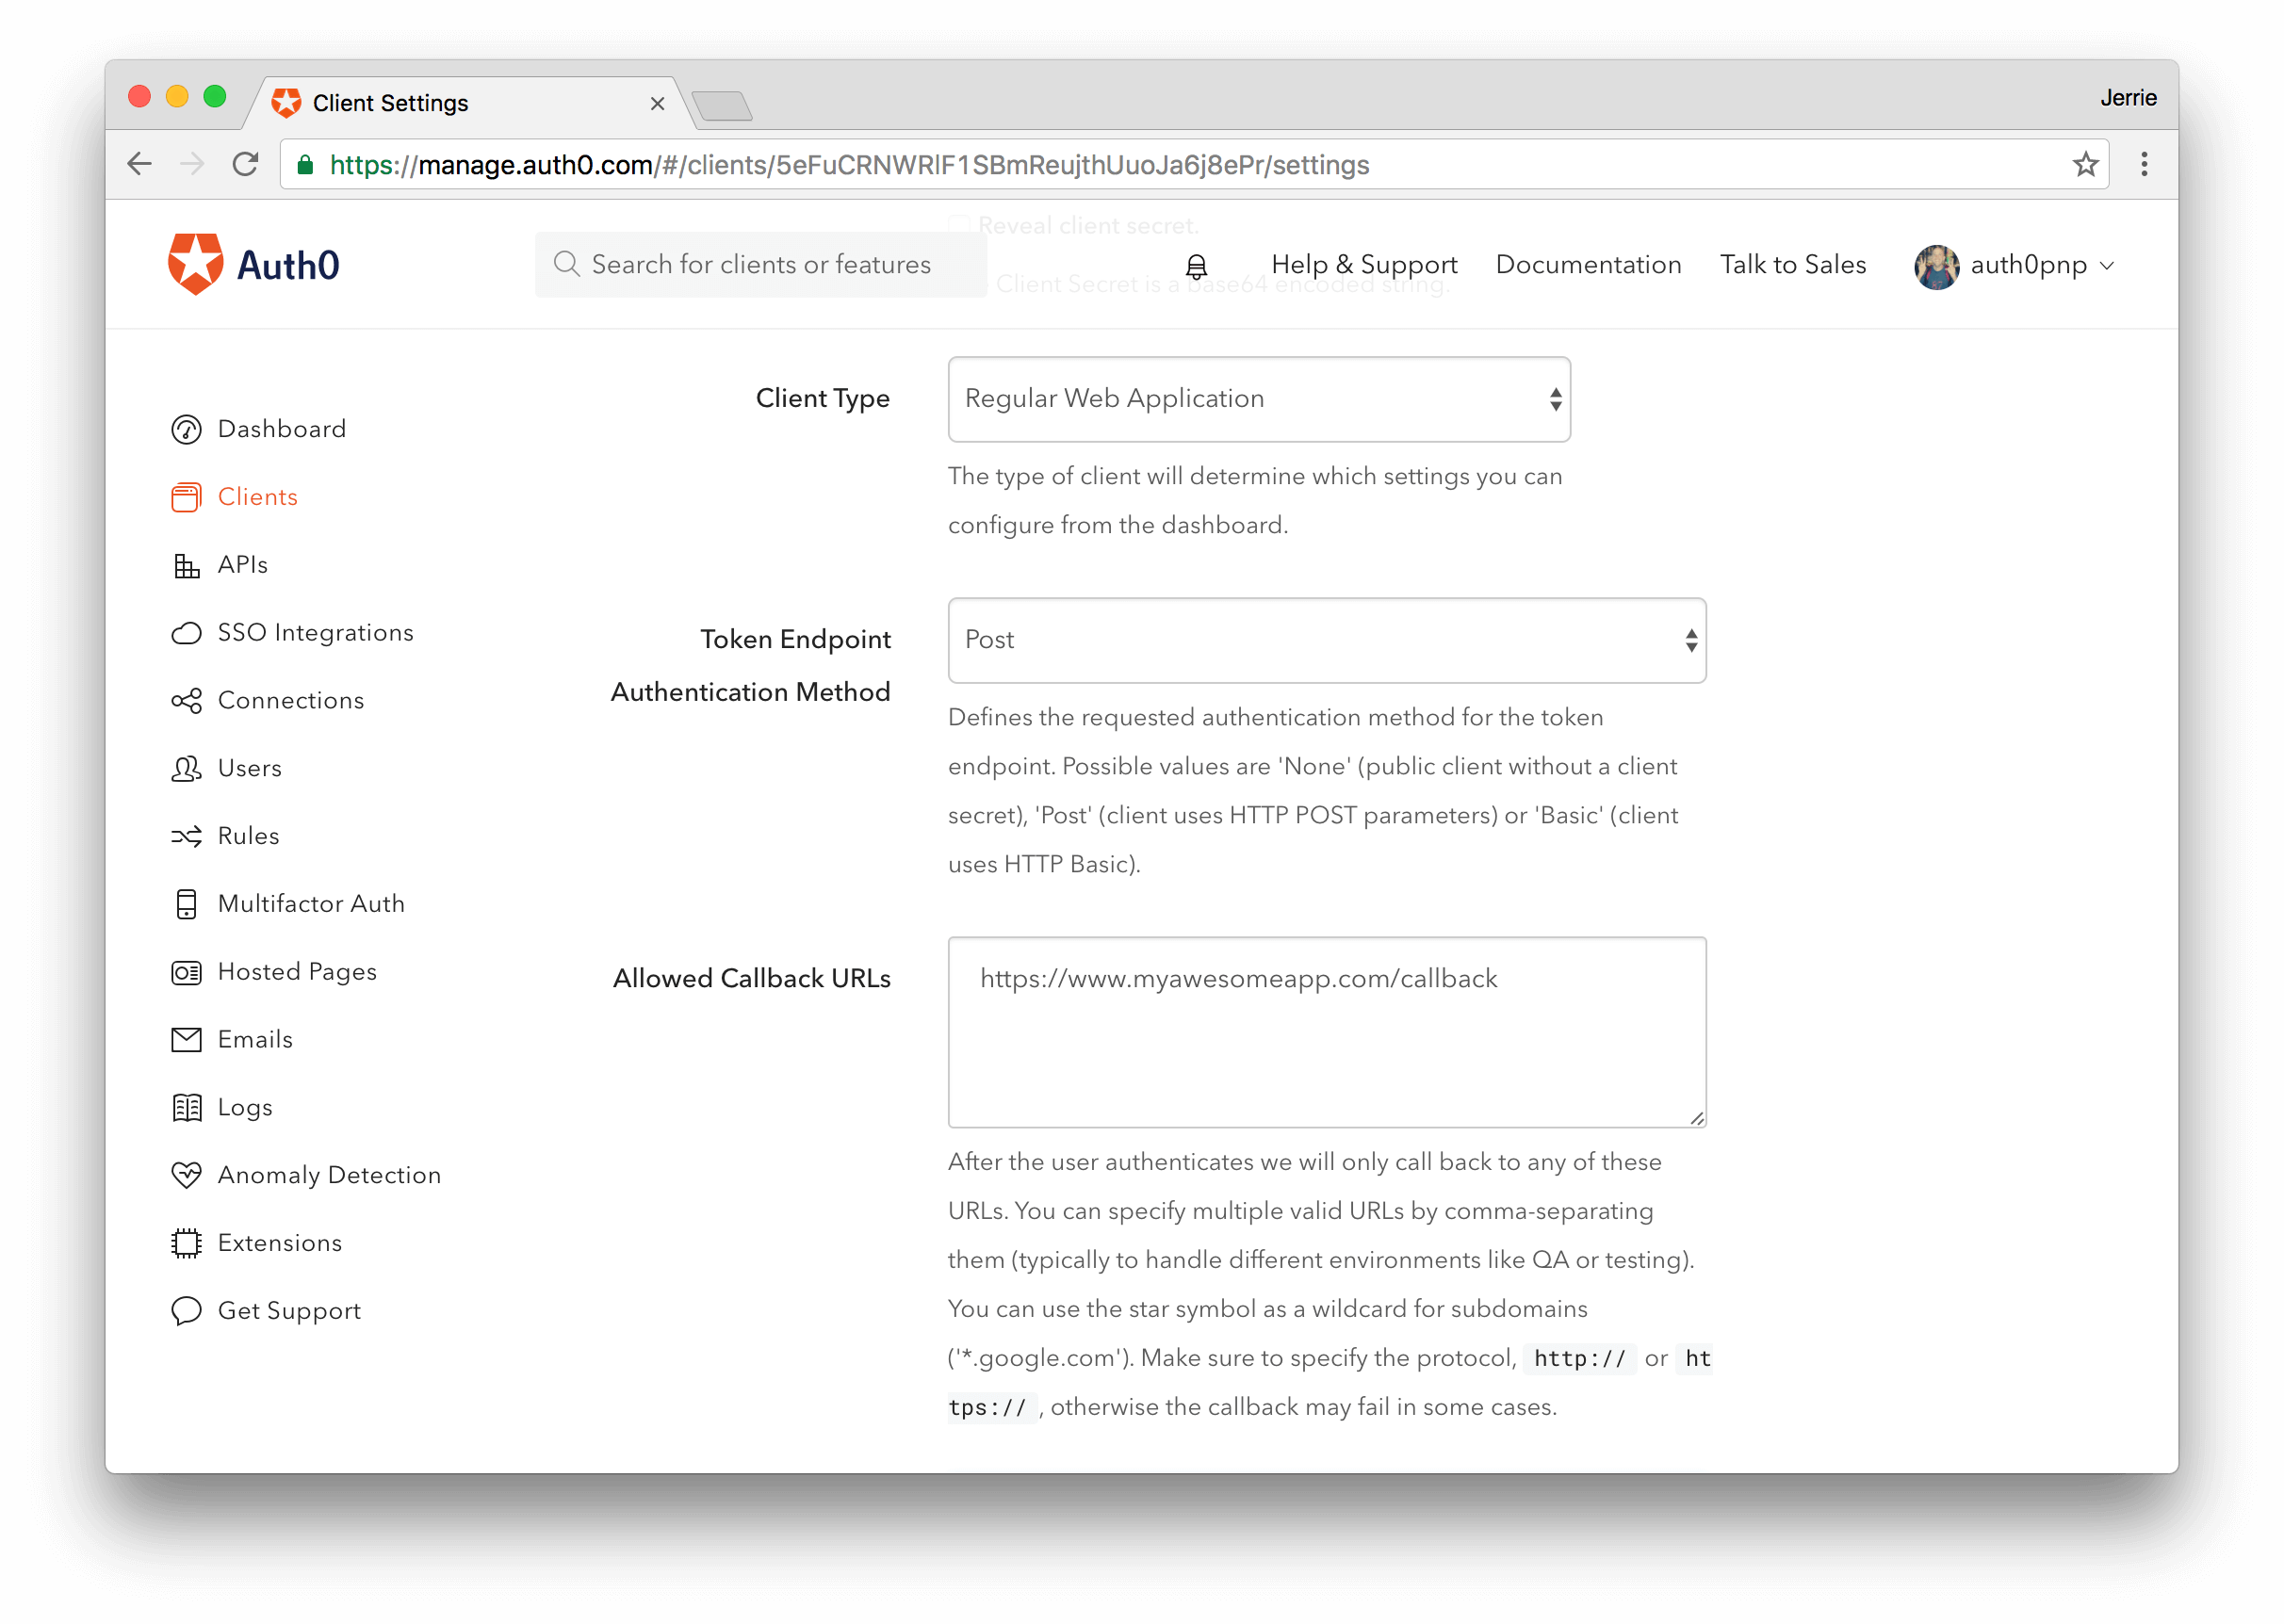 Client Settings
Jerrie
https://manage.auth0.com/#/clients/5eFuCRNWRlF1SBmReujthUuoJa6j8ePr/settings
Reveal client secret.
Auth0
Search for clients or features
Help & Support
Documentation
Talk to Sales
auth0pnp
Client Secret is a base64 encoded string.
Dashboard
Clients
APIs
SSO Integrations
Connections
Users
Rules
Multifactor Auth
Hosted Pages
Emails
Logs
Anomaly Detection
Extensions
Get Support
Client Type
Regular Web Application
The type of client will determine which settings you can
configure from the dashboard.
Token Endpoint
Authentication Method
Post
Defines the requested authentication method for the token
endpoint. Possible values are 'None' (public client without a client
secret), 'Post' (client uses HTTP POST parameters) or 'Basic' (client
uses HTTP Basic).
Allowed Callback URLs
https://www.myawesomeapp.com/callback
After the user authenticates we will only call back to any of these
URLs. You can specify multiple valid URLs by comma-separating
them (typically to handle different environments like QA or testing).
You can use the star symbol as a wildcard for subdomains
('*.google.com'). Make sure to specify the protocol, http:// or ht
tps:// , otherwise the callback may fail in some cases.